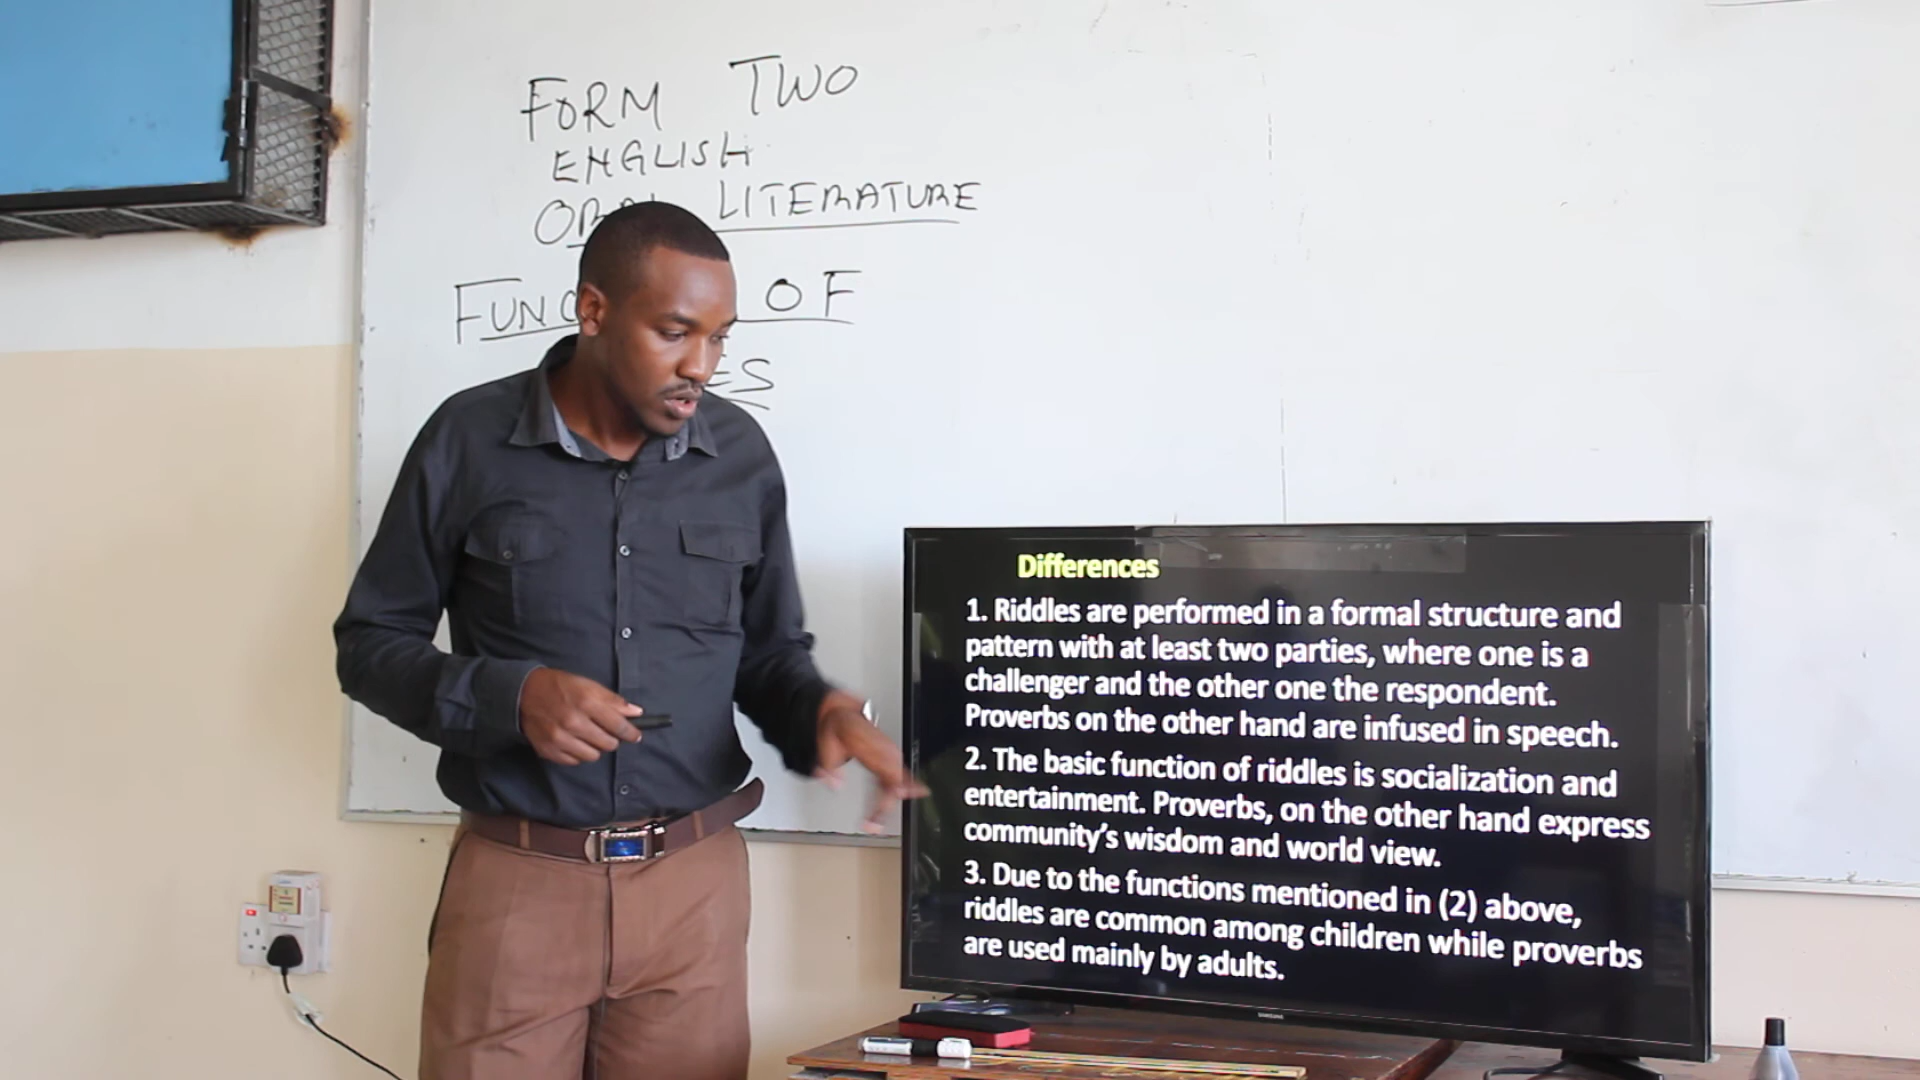 FORM TWO
ENGLISH
LITERATURE
OF
Differences
1. Riddles are performed in a formal structure and
pattern with at least two parties, where one is a
challenger and the other one the respondent.
Proverbs on the other hand are infused in speech.
2. The basic function of riddles is socialization and
entertainment. Proverbs, on the other hand express
community's wisdom and world view.
3. Due to the functions mentioned in (2) above,
riddles are common among children while proverbs
are used mainly by adults.
SAMSUNG